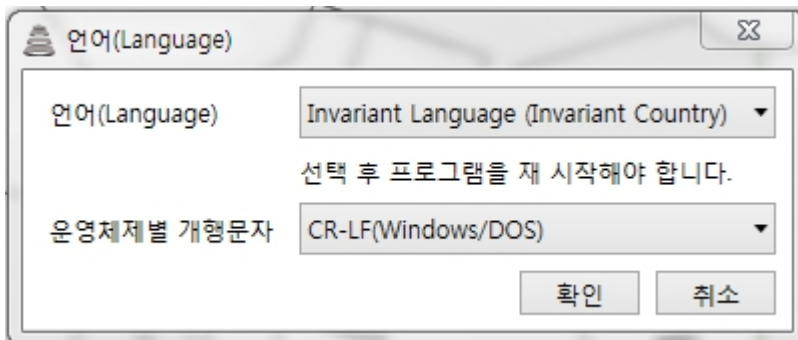 언어(Language)
언어(Language) Invariant Language (Invariant Country)
선택 후 프로그램을 재 시작해야 합니다.
운영체제별 개행문자 CR-LF(Windows/DOS)
확인 취소